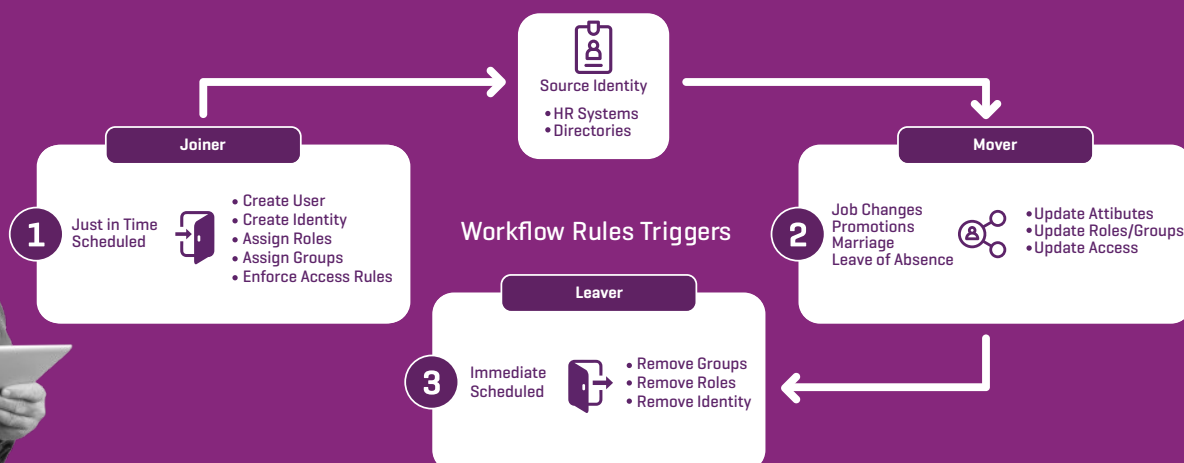 Source Identity
• HR Systems
• Directories
Joiner
1
Just in Time
Scheduled
• Create User
• Create Identity
• Assign Roles
• Assign Groups
• Enforce Access Rules
Workflow Rules Triggers
Mover
2
Job Changes
Promotions
Marriage
Leave of Absence
• Update Attibutes
• Update Roles/Groups
• Update Access
Leaver
3
Immediate
Scheduled
• Remove Groups
• Remove Roles
• Remove Identity